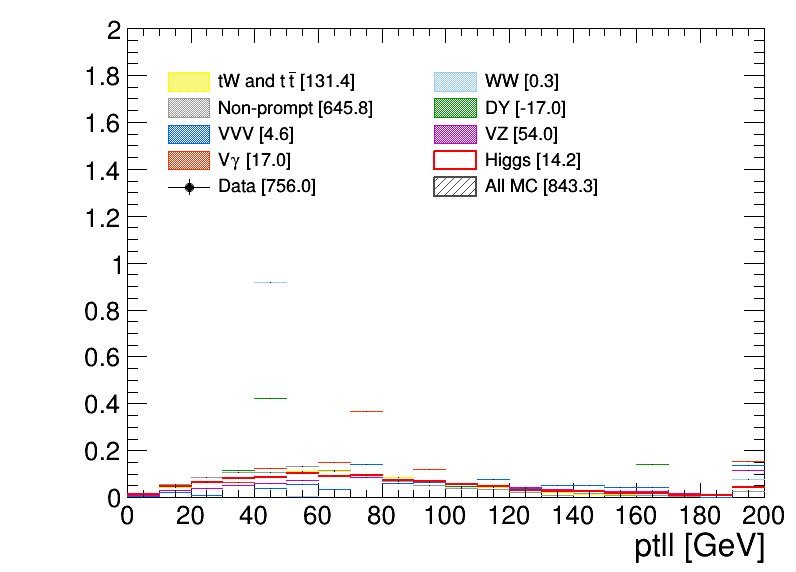 2
1.8
1.6
1.4
1.2
1
0.8
0.6
0.4
0.2
0
tW and t t̄ [131.4]
Non-prompt [645.8]
VVV [4.6]
Vγ [17.0]
Data [756.0]
WW [0.3]
DY [-17.0]
VZ [54.0]
Higgs [14.2]
All MC [843.3]
0 20 40 60 80 100 120 140 160 180 200
ptll [GeV]